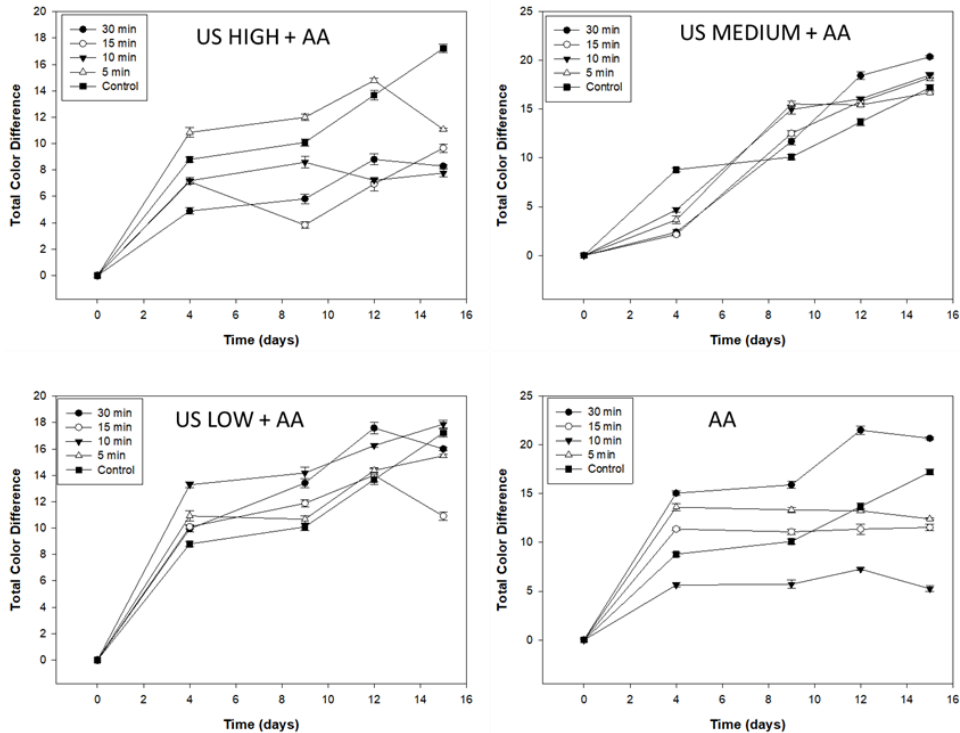 US HIGH + AA
30 min
15 min
10 min
5 min
Control
Total Color Difference
20
18
16
14
12
10
8
6
4
2
0
0 2 4 6 8 10 12 14 16
Time (days)
US MEDIUM + AA
30 min
15 min
10 min
5 min
Control
Total Color Difference
25
20
15
10
5
0
0 2 4 6 8 10 12 14 16
Time (days)
US LOW + AA
30 min
15 min
10 min
5 min
Control
Total Color Difference
20
18
16
14
12
10
8
6
4
2
0
0 2 4 6 8 10 12 14 16
Time (days)
AA
30 min
15 min
10 min
5 min
Control
Total Color Difference
25
20
15
10
5
0
0 2 4 6 8 10 12 14 16
Time (days)